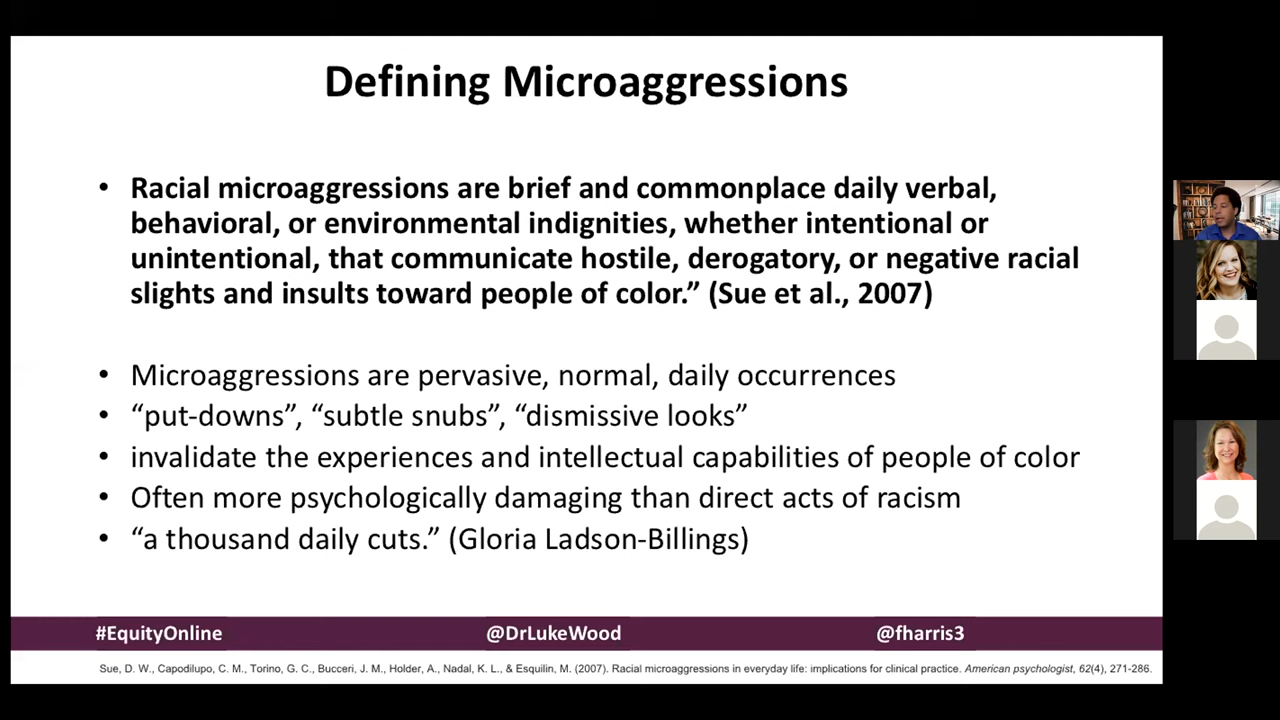 Defining Microaggressions
• Racial microaggressions are brief and commonplace daily verbal,
behavioral, or environmental indignities, whether intentional or
unintentional, that communicate hostile, derogatory, or negative racial
slights and insults toward people of color.” (Sue et al., 2007)
• Microaggressions are pervasive, normal, daily occurrences
• “put-downs”, “subtle snubs”, “dismissive looks”
• invalidate the experiences and intellectual capabilities of people of color
• Often more psychologically damaging than direct acts of racism
• “a thousand daily cuts.” (Gloria Ladson-Billings)
#EquityOnline @DrLukeWood @fharris3
Sue, D. W., Capodilupo, C. M., Torino, G. C., Bucceri, J. M., Holder, A., Nadal, K. L., & Esquilin, M. (2007). Racial microaggressions in everyday life: implications for clinical practice. American psychologist, 62(4), 271-286.